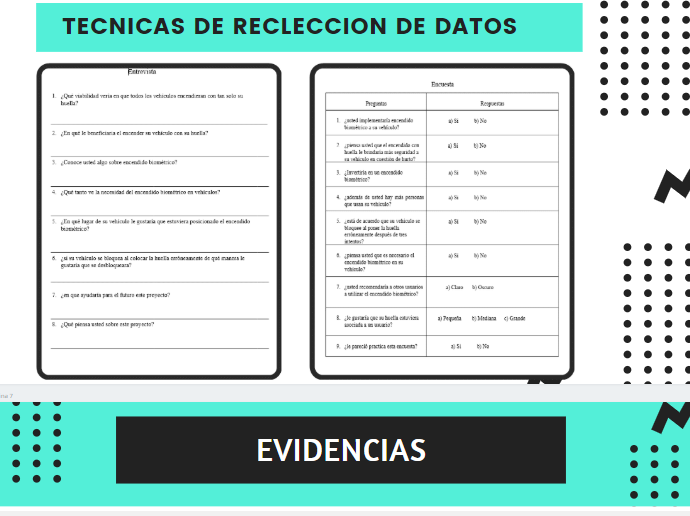 TECNICAS DE RECLECCION DE DATOS
Entrevista
1. ¿Qué viabilidad vería en que todos los vehículos encendieran con tan solo su
huella?
2. ¿En qué le beneficiaría el encender su vehículo con su huella?
3. ¿Conoce usted algo sobre encendido biométrico?
4. ¿Qué tanto ve la necesidad del encendido biométrico en vehículos?
5. ¿En qué lugar de su vehículo le gustaría que estuviera posicionado el encendido
biométrico?
6. ¿si su vehículo se bloquea al colocar la huella erróneamente de qué manera le
gustaría que se desbloqueara?
7. ¿en que ayudaría para el futuro este proyecto?
8. ¿Qué piensa usted sobre este proyecto?
Encuesta
Preguntas Respuestas
1. ¿usted implementaría encendido
biométrico a su vehículo? a) Si b) No
2. ¿piensa usted que el encendido con
huella le brindaría más seguridad a
su vehículo en cuestión de hurto? a) Si b) No
3. ¿Invertiría en un encendido
biométrico? a) Si b) No
4. ¿además de usted hay más personas
que usan su vehículo? a) Si b) No
5. ¿está de acuerdo que su vehículo se
bloquee al poner la huella
erróneamente después de tres
intentos? a) Si b) No
6. ¿piensa usted que es necesario el
encendido biométrico en su
vehículo? a) Si b) No
7. ¿usted recomendaría a otros usuarios
a utilizar el encendido biométrico? a) Claro b) Oscuro
8. ¿le gustaría que su huella estuviera
asociada a un usuario? a) Pequeña b) Mediana c) Grande
9. ¿le pareció practica esta encuesta? a) Si b) No
EVIDENCIAS